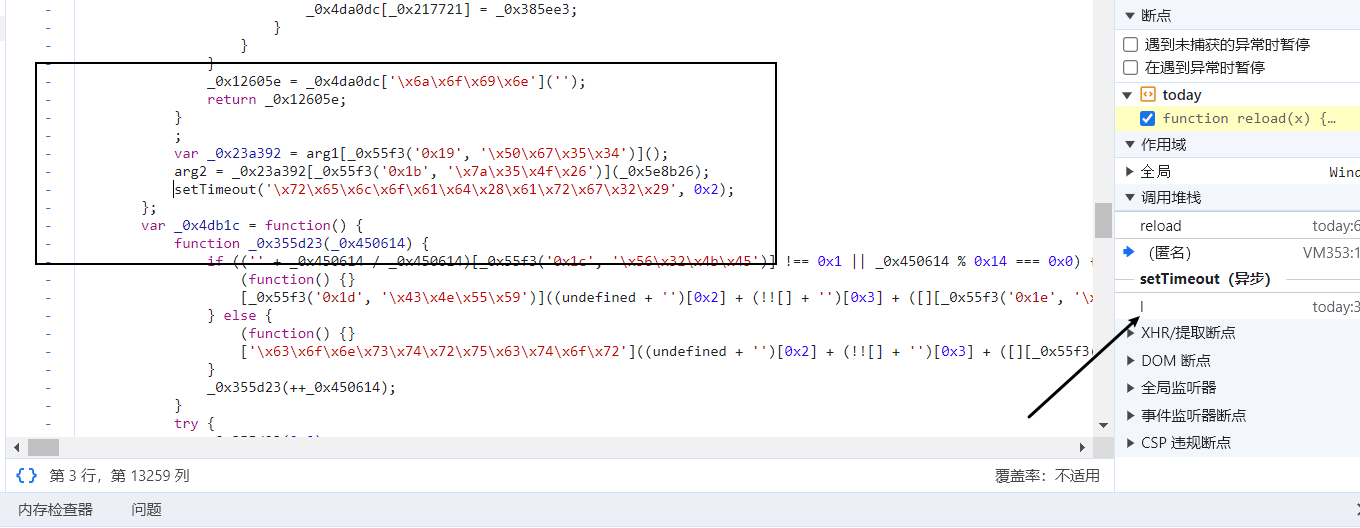 _0x4da0dc[_0x217721] = _0x385ee3;
}
}
}
_0x12605e = _0x4da0dc['\x6a\x6f\x69\x6e']('');
return _0x12605e;
}
;
var _0x23a392 = arg1[_0x55f3('0x19', '\x50\x67\x35\x34')]();
arg2 = _0x23a392[_0x55f3('0x1b', '\x7a\x35\x4f\x26')](_0x5e8b26);
setTimeout('\x72\x65\x6c\x6f\x61\x64\x28\x61\x72\x67\x32\x29', 0x2);
};
var _0x4db1c = function() {
function _0x355d23(_0x450614) {
if (('' + _0x450614 / _0x450614)[_0x55f3('0x1c', '\x56\x32\x4b\x45')] !== 0x1 || _0x450614 % 0x14 === 0x0) {
(function() {}
[_0x55f3('0x1d', '\x43\x4e\x55\x59')]((undefined + '')[0x2] + (!![] + '')[0x3] + ([][_0x55f3('0x1e', '\x
} else {
(function() {}
['\x63\x6f\x6e\x73\x74\x72\x75\x63\x74\x6f\x72']((undefined + '')[0x2] + (!![] + '')[0x3] + ([][_0x55f3(
}
_0x355d23(++_0x450614);
}
try {
{} 第 3 行，第 13259 列
覆盖率：不适用
内存检查器 问题
断点
遇到未捕获的异常时暂停
在遇到异常时暂停
today
function reload(x) {…
作用域
全局 Wind
调用堆栈
reload today:6
(匿名) VM353:1
setTimeout（异步）
l today:3
XHR/提取断点
DOM 断点
全局监听器
事件监听器断点
CSP 违规断点